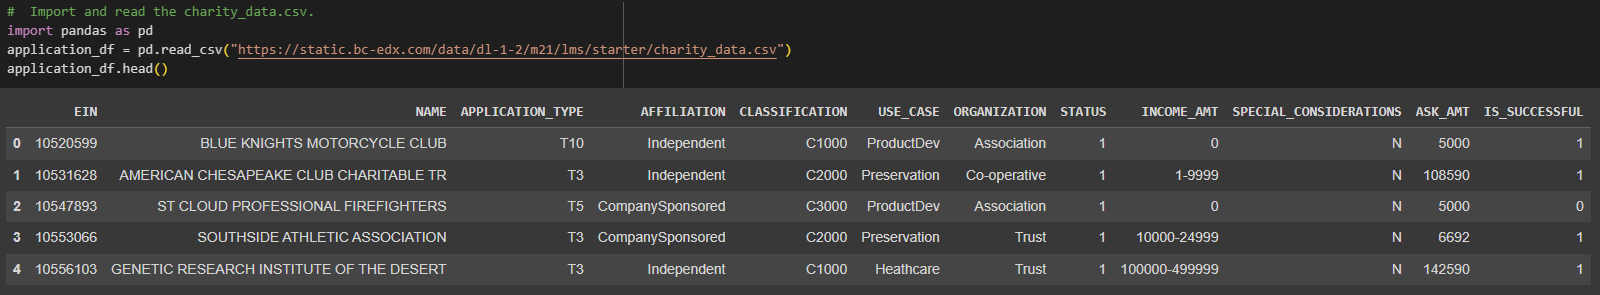 #  Import and read the charity_data.csv.
import pandas as pd
application_df = pd.read_csv("https://static.bc-edx.com/data/dl-1-2/m21/lms/starter/charity_data.csv")
application_df.head()
EIN NAME APPLICATION_TYPE AFFILIATION CLASSIFICATION USE_CASE ORGANIZATION STATUS INCOME_AMT SPECIAL_CONSIDERATIONS ASK_AMT IS_SUCCESSFUL
0 10520599 BLUE KNIGHTS MOTORCYCLE CLUB T10 Independent C1000 ProductDev Association 1 0 N 5000 1
1 10531628 AMERICAN CHESAPEAKE CLUB CHARITABLE TR T3 Independent C2000 Preservation Co-operative 1 1-9999 N 108590 1
2 10547893 ST CLOUD PROFESSIONAL FIREFIGHTERS T5 CompanySponsored C3000 ProductDev Association 1 0 N 5000 0
3 10553066 SOUTHSIDE ATHLETIC ASSOCIATION T3 CompanySponsored C2000 Preservation Trust 1 10000-24999 N 6692 1
4 10556103 GENETIC RESEARCH INSTITUTE OF THE DESERT T3 Independent C1000 Heathcare Trust 1 100000-499999 N 142590 1